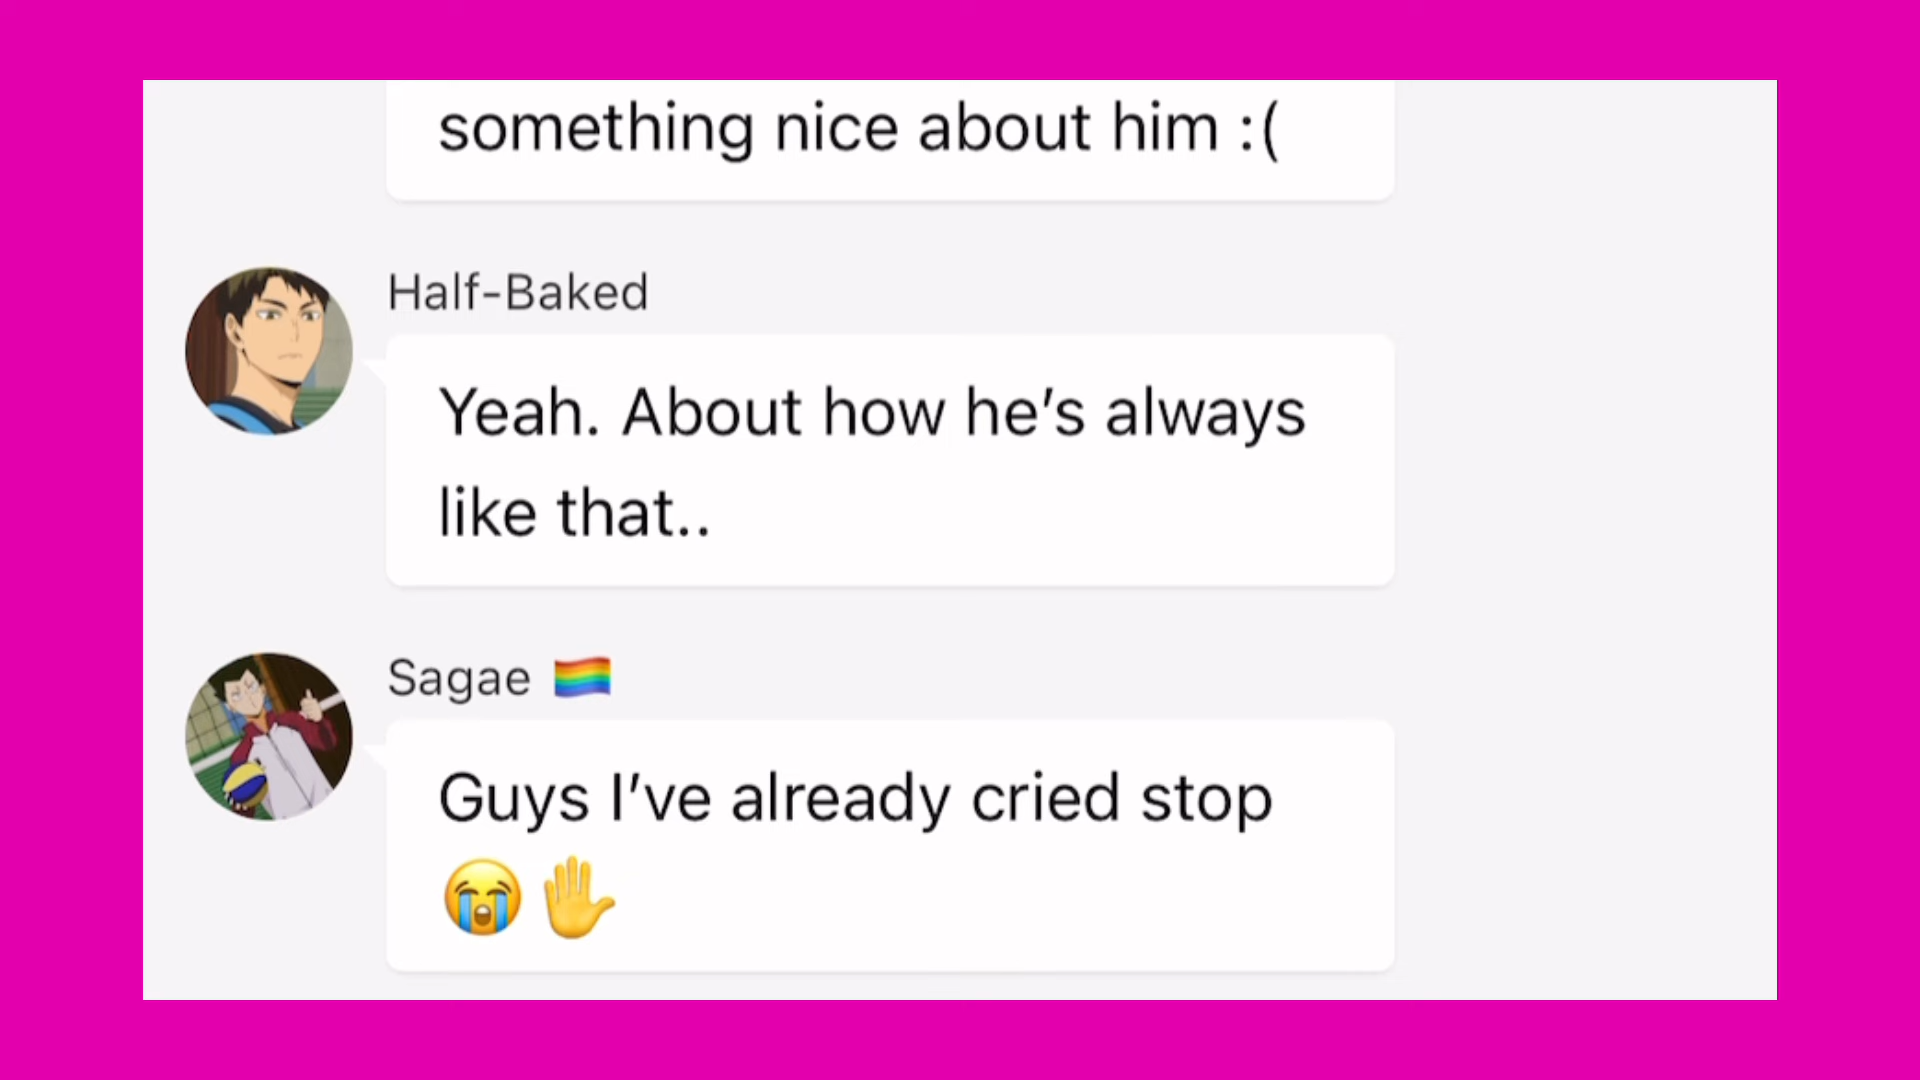 something nice about him :(
Half-Baked
Yeah. About how he’s always
like that..
Sagae 🏳️‍🌈
Guys I’ve already cried stop
😭✋